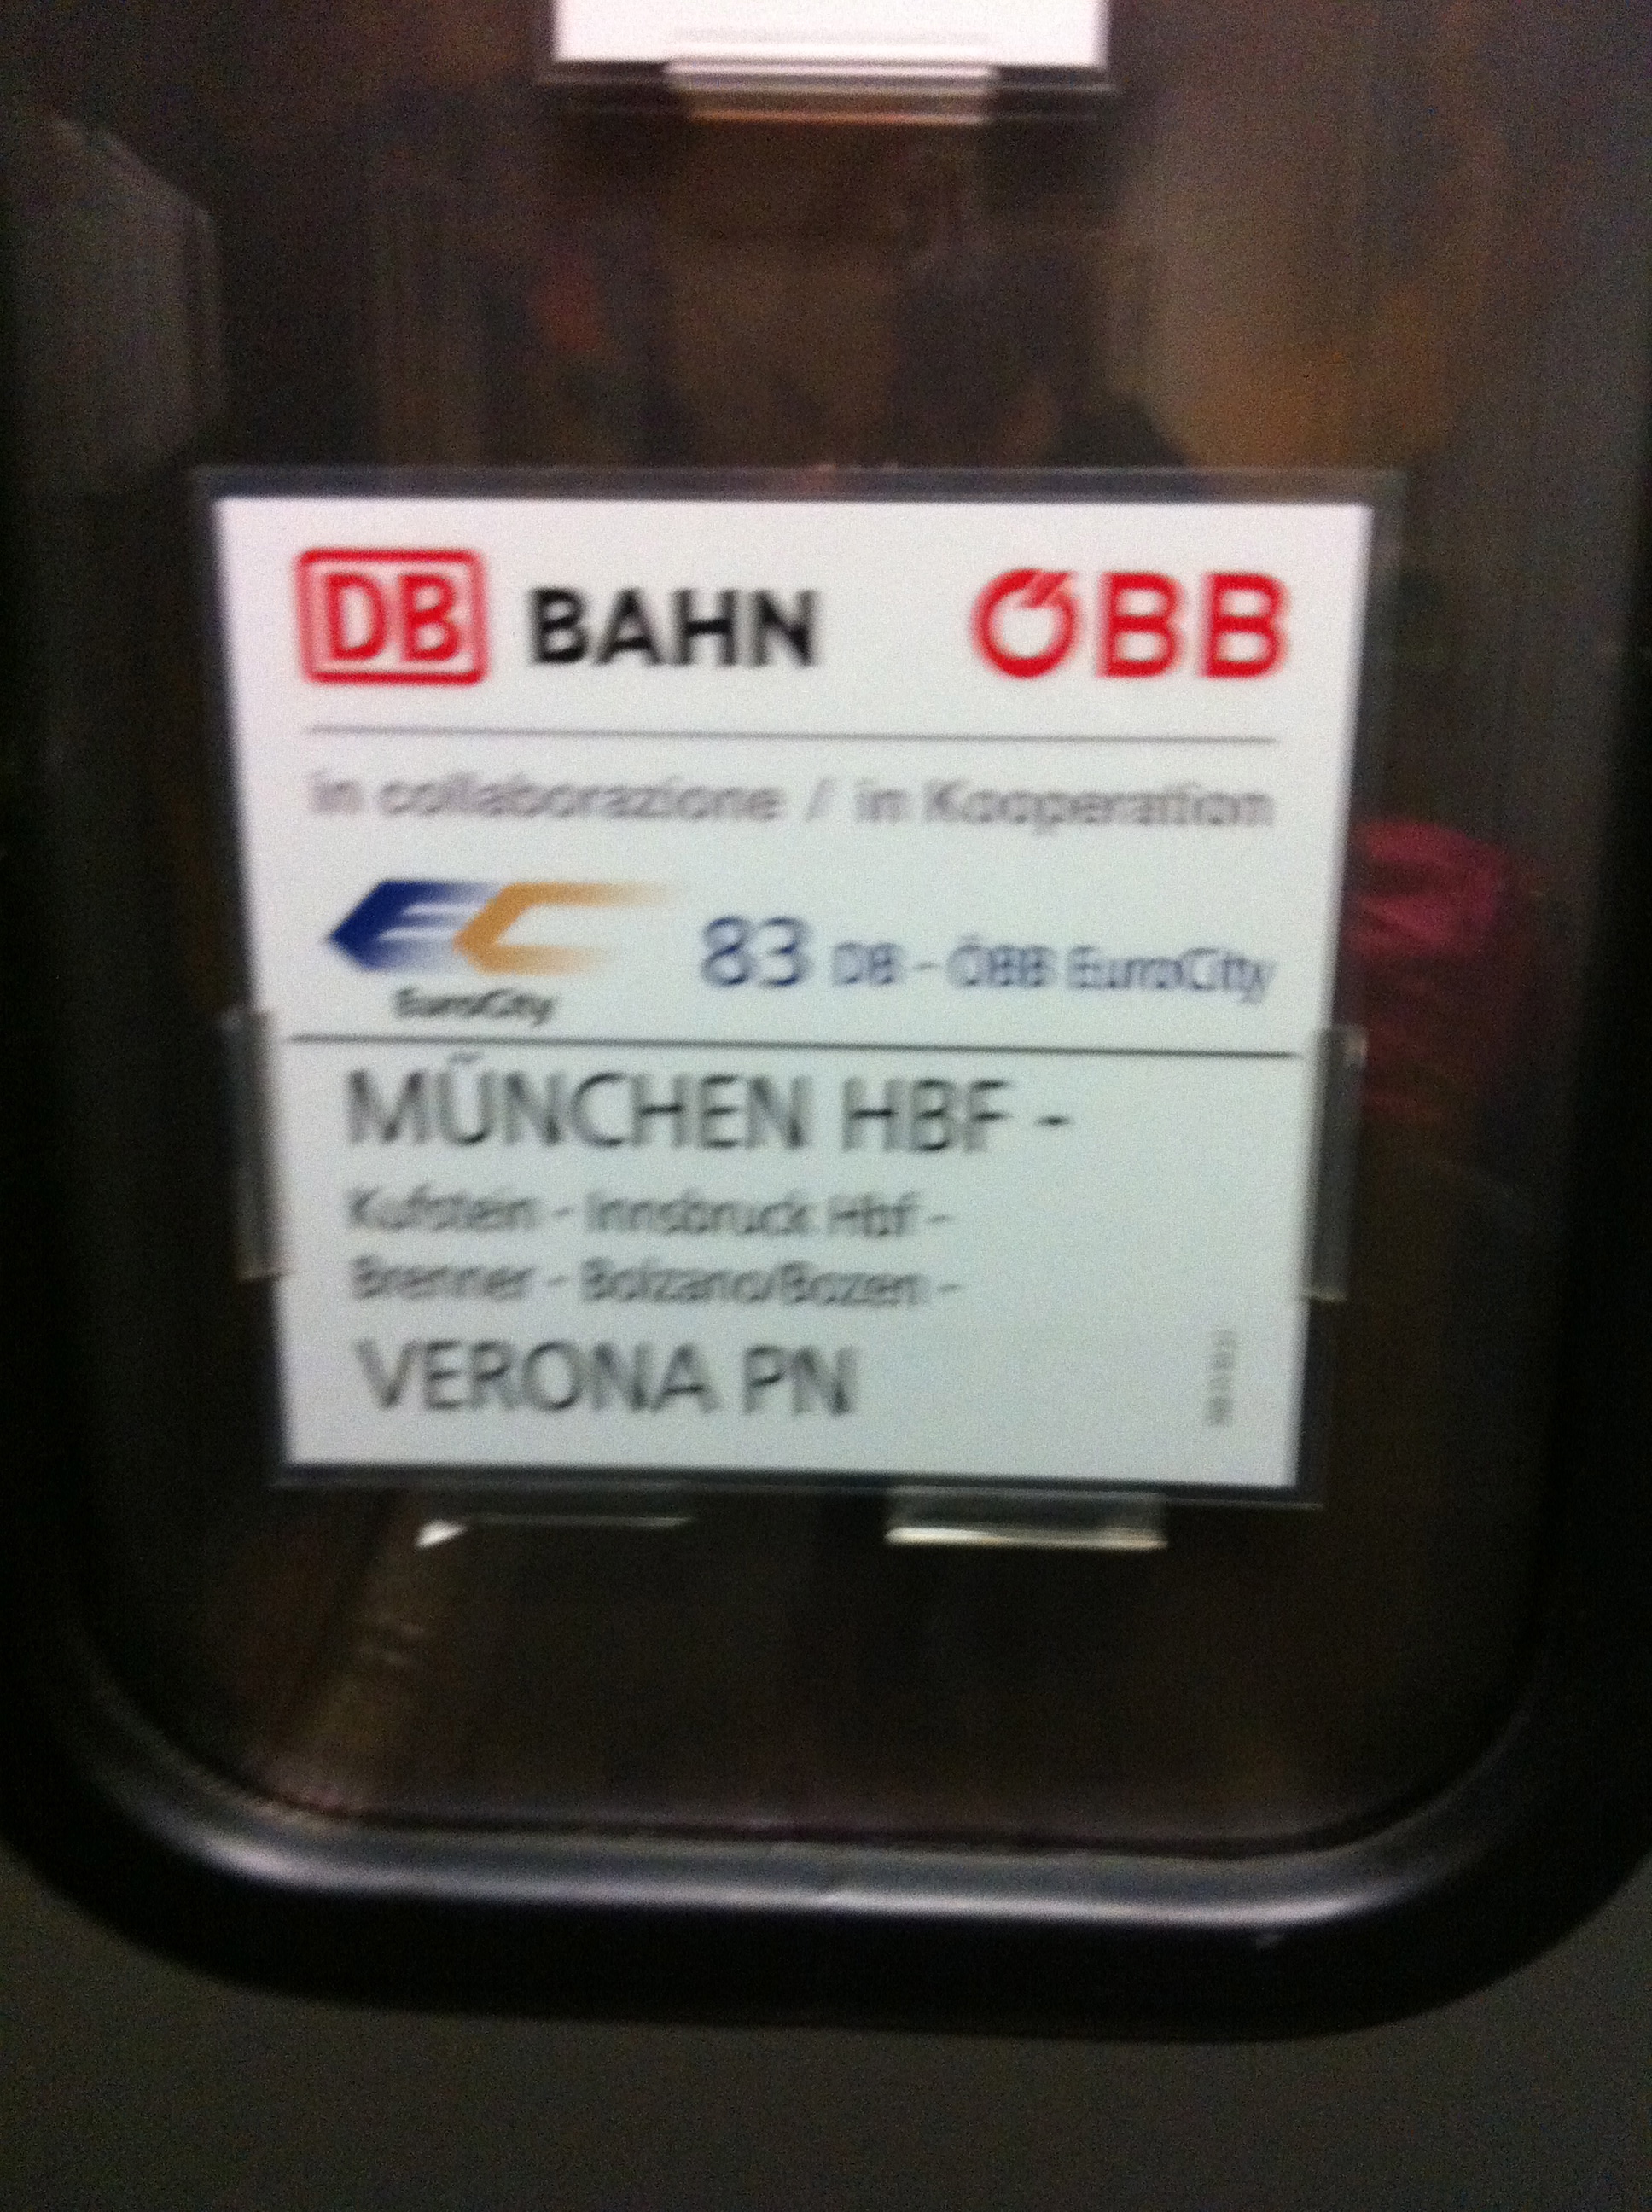 DB BAHN ÖBB
in collaborazione / in Kooperation
EC 83 DB - ÖBB EuroCity
EuroCity
MÜNCHEN HBF -
Kufstein - Innsbruck Hbf -
Brenner - Bolzano/Bozen -
VERONA PN